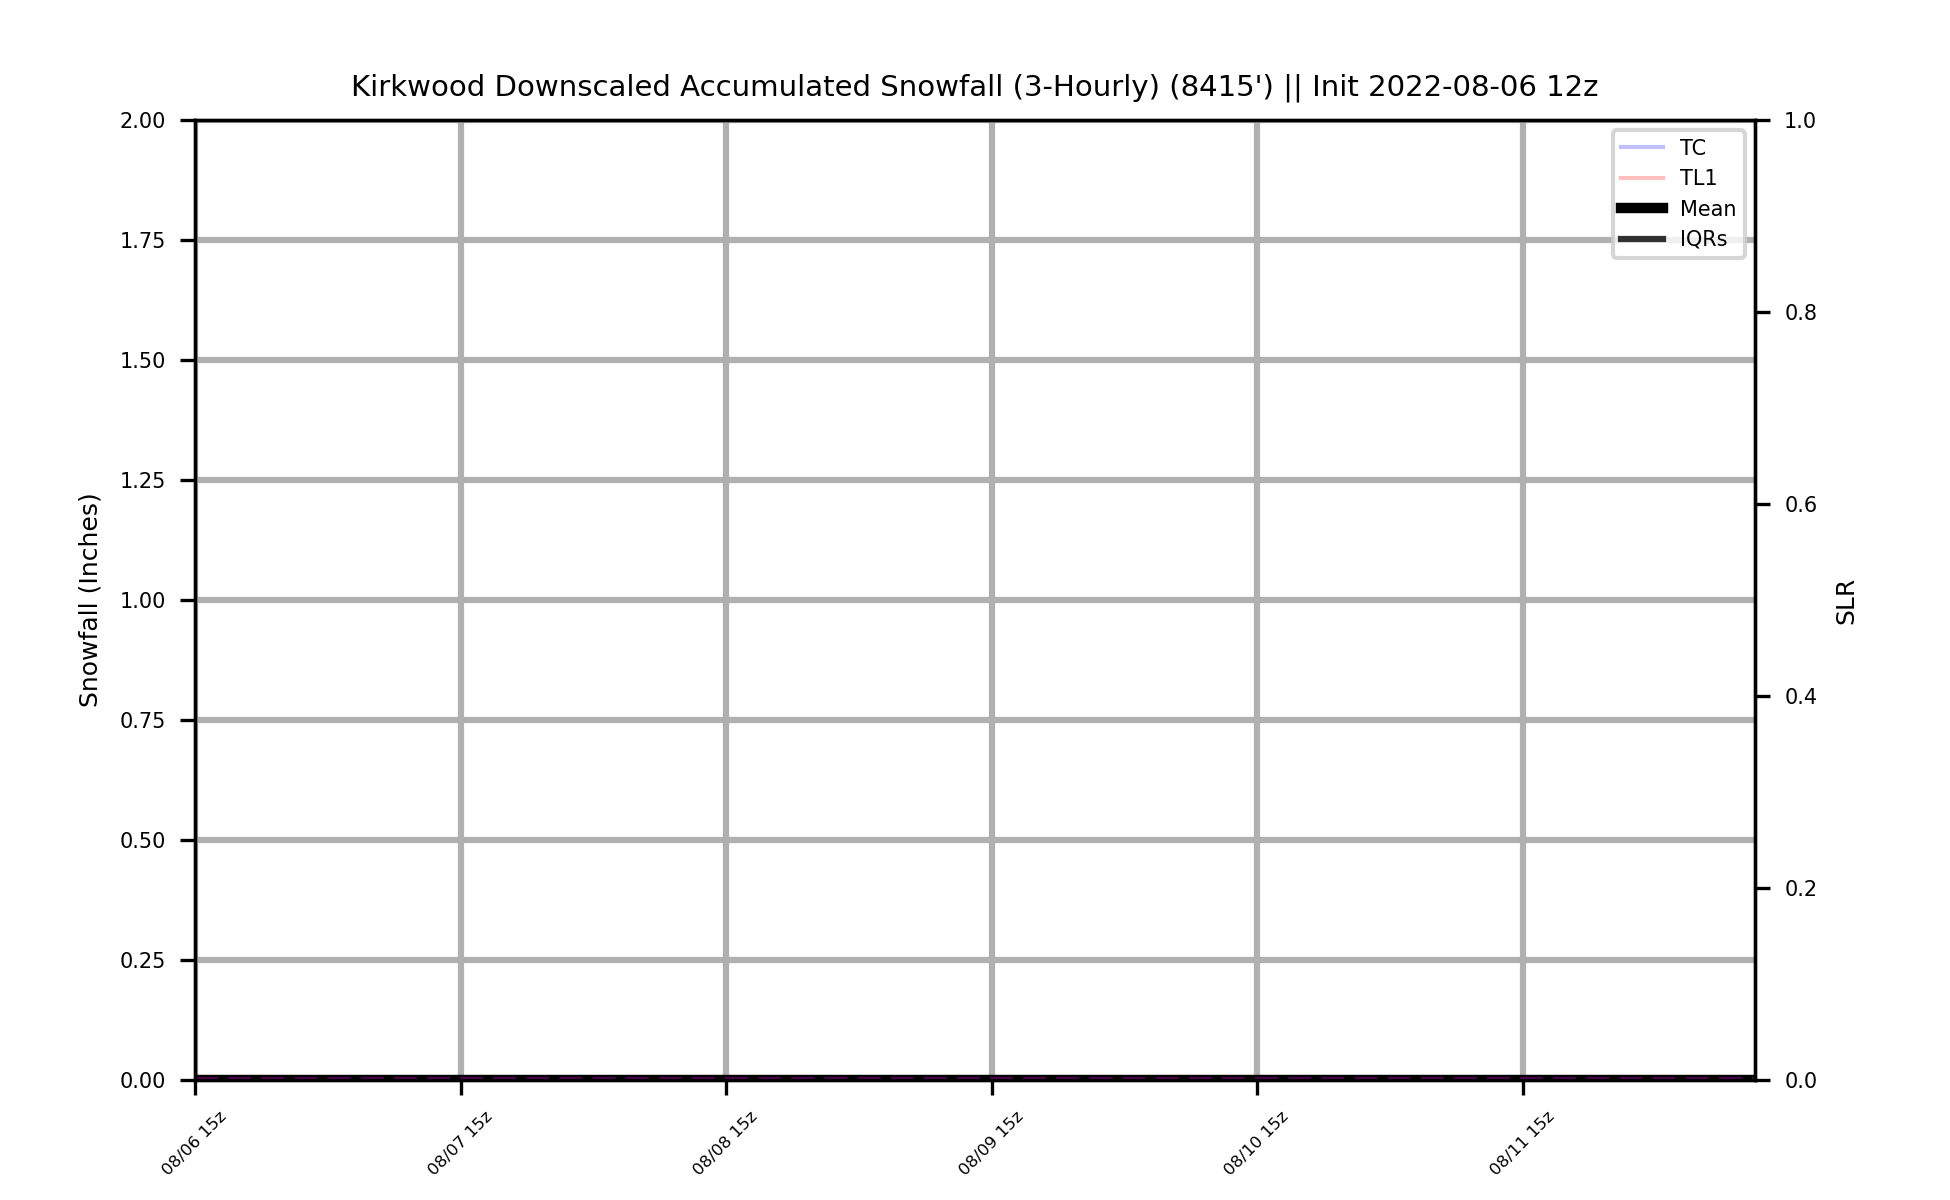 Kirkwood Downscaled Accumulated Snowfall (3-Hourly) (8415') || Init 2022-08-06 12z
2.00
1.75
1.50
1.25
1.00
0.75
0.50
0.25
0.00
Snowfall (Inches)
TC
TL1
Mean
IQRs
1.0
0.8
0.6
0.4
0.2
0.0
SLR
08/06 15z
08/07 15z
08/08 15z
08/09 15z
08/10 15z
08/11 15z